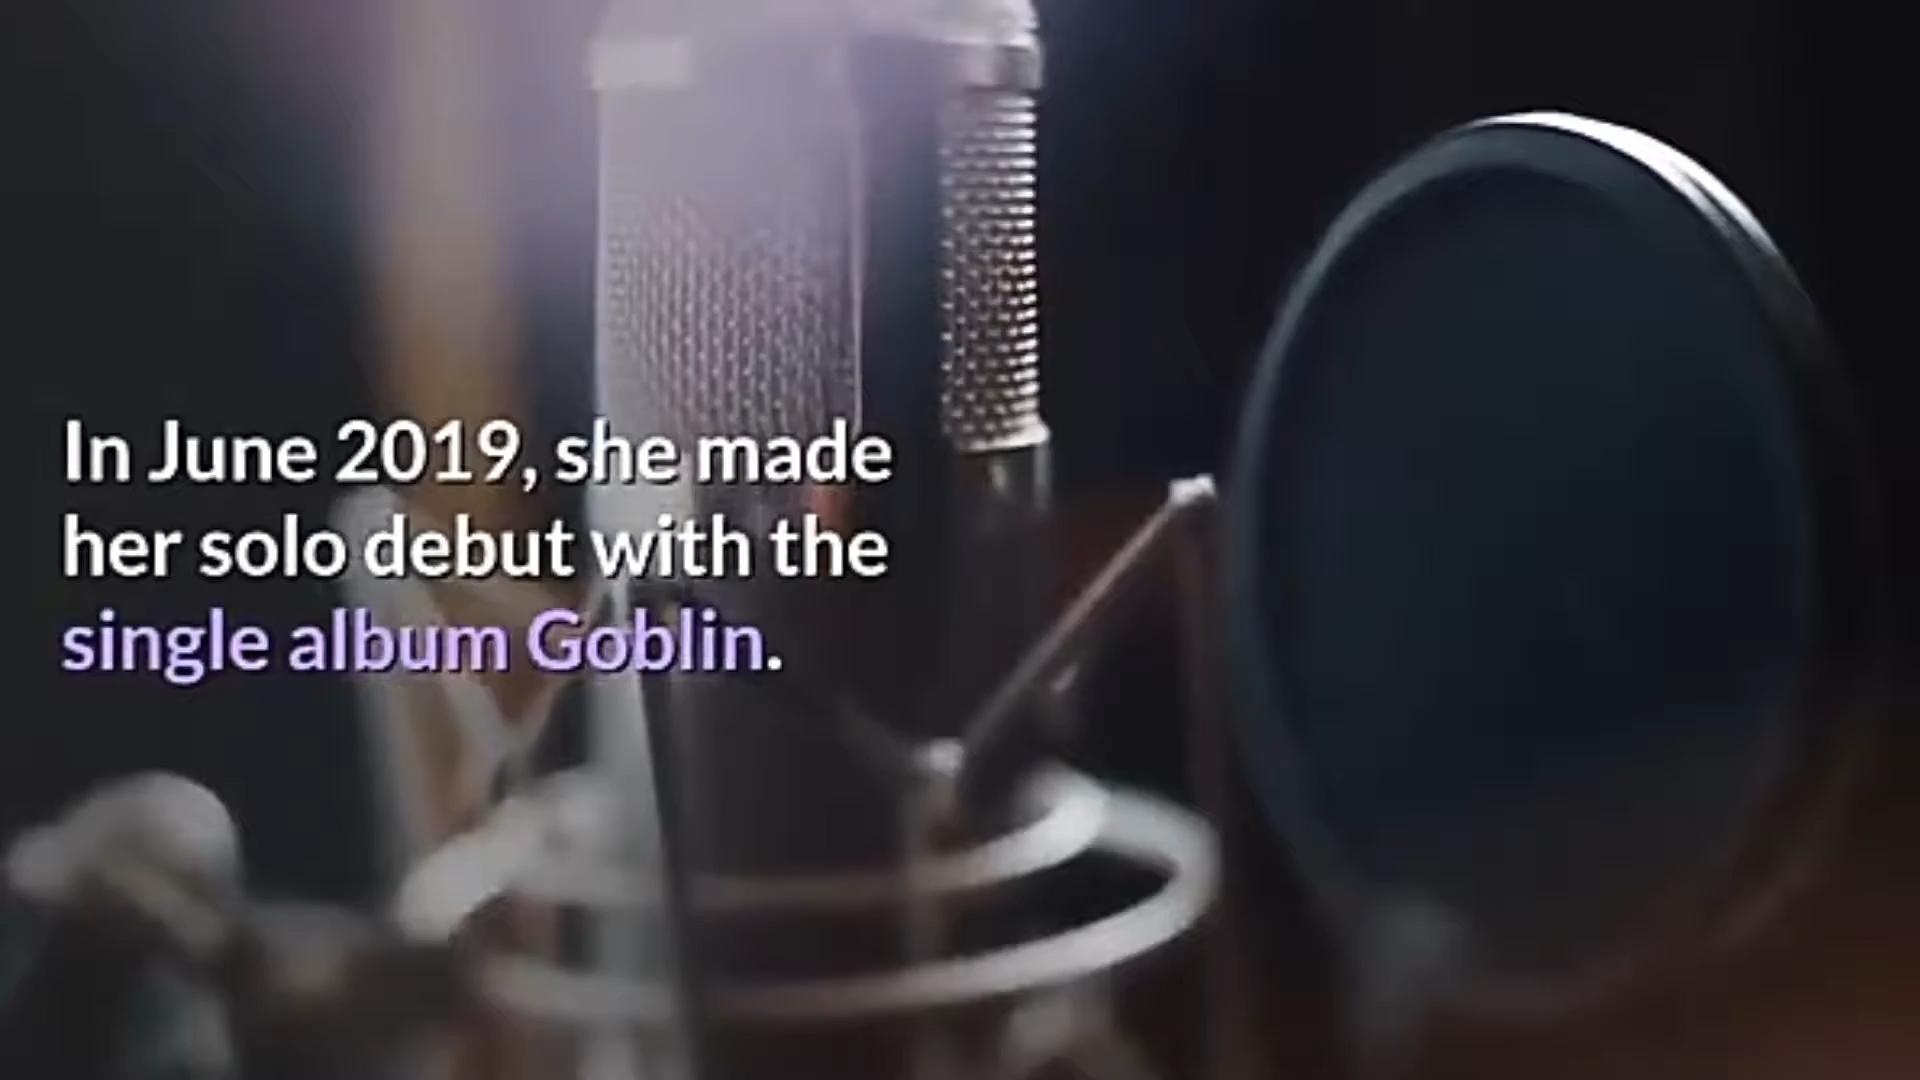 In June 2019, she made
her solo debut with the
single album Goblin.